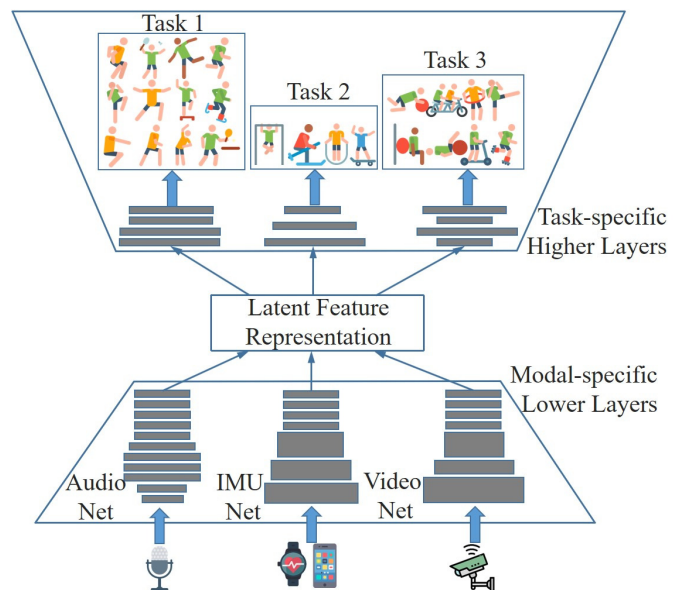 Task 1
Task 2
Task 3
Task-specific
Higher Layers
Latent Feature
Representation
Modal-specific
Lower Layers
Audio
Net
IMU
Net
Video
Net